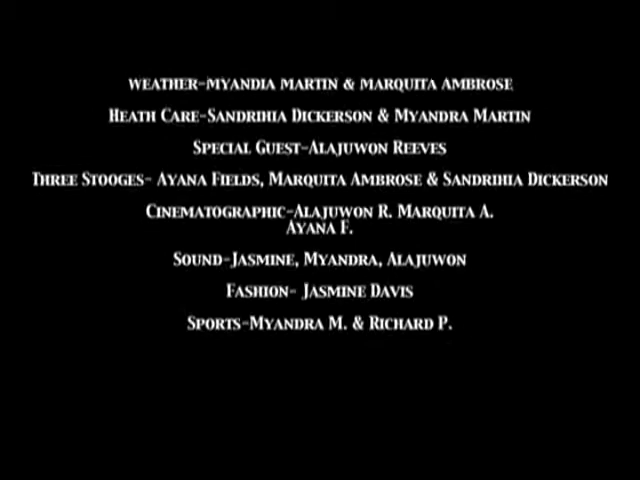 WEATHER-MYANDIA MARTIN & MARQUITA AMBROSE
HEATH CARE-SANDRIHIA DICKERSON & MYANDRA MARTIN
SPECIAL GUEST-ALAJUWON REEVES
THREE STOOGES- AYANA FIELDS, MARQUITA AMBROSE & SANDRIHIA DICKERSON
CINEMATOGRAPHIC-ALAJUWON R. MARQUITA A.
AYANA F.
SOUND-JASMINE, MYANDRA, ALAJUWON
FASHION- JASMINE DAVIS
SPORTS-MYANDRA M. & RICHARD P.